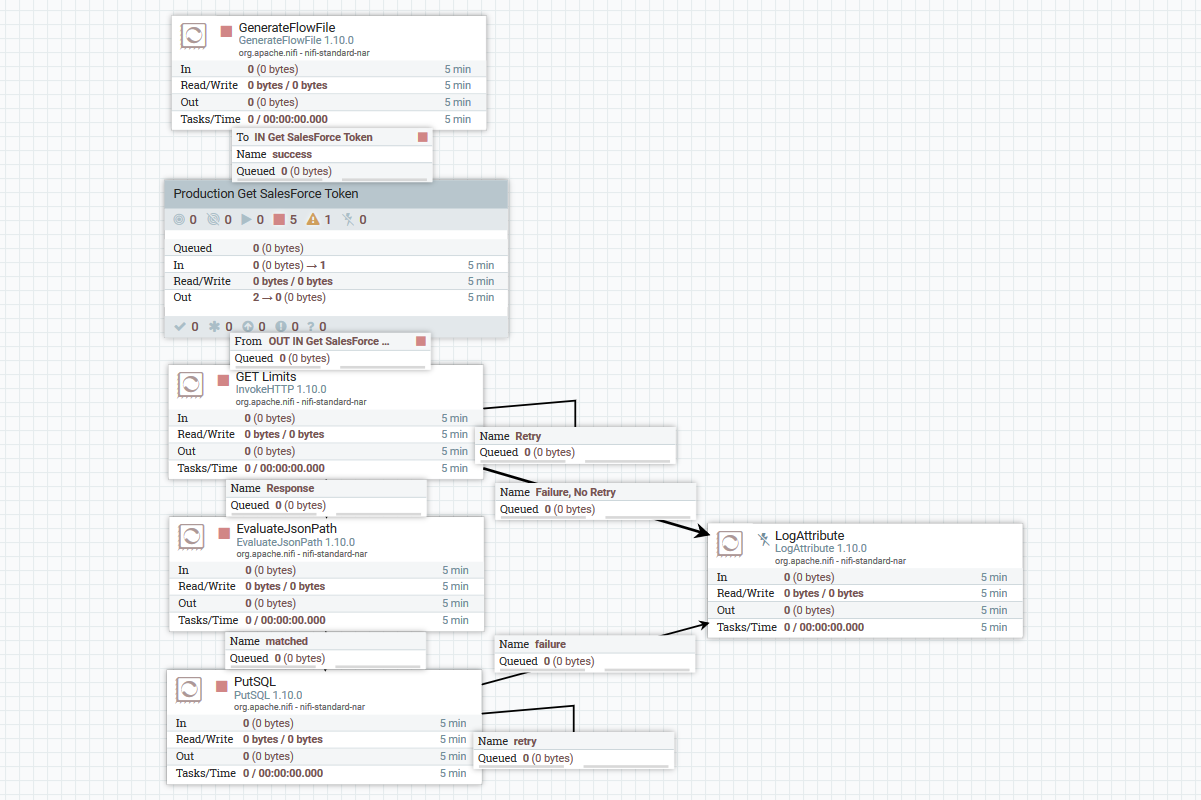 GenerateFlowFile
GenerateFlowFile 1.10.0
org.apache.nifi - nifi-standard-nar
In 0 (0 bytes) 5 min
Read/Write 0 bytes / 0 bytes 5 min
Out 0 (0 bytes) 5 min
Tasks/Time 0 / 00:00:00.000 5 min
To IN Get SalesForce Token
Name success
Queued 0 (0 bytes)
Production Get SalesForce Token
0 0 0 5 1 0
Queued 0 (0 bytes)
In 0 (0 bytes) → 1 5 min
Read/Write 0 bytes / 0 bytes 5 min
Out 2 → 0 (0 bytes) 5 min
0 0 0 0 ? 0
From OUT IN Get SalesForce ...
Queued 0 (0 bytes)
GET Limits
InvokeHTTP 1.10.0
org.apache.nifi - nifi-standard-nar
In 0 (0 bytes) 5 min
Read/Write 0 bytes / 0 bytes 5 min
Out 0 (0 bytes) 5 min
Tasks/Time 0 / 00:00:00.000 5 min
Name Retry
Queued 0 (0 bytes)
Name Response
Queued 0 (0 bytes)
Name Failure, No Retry
Queued 0 (0 bytes)
EvaluateJsonPath
EvaluateJsonPath 1.10.0
org.apache.nifi - nifi-standard-nar
In 0 (0 bytes) 5 min
Read/Write 0 bytes / 0 bytes 5 min
Out 0 (0 bytes) 5 min
Tasks/Time 0 / 00:00:00.000 5 min
LogAttribute
LogAttribute 1.10.0
org.apache.nifi - nifi-standard-nar
In 0 (0 bytes) 5 min
Read/Write 0 bytes / 0 bytes 5 min
Out 0 (0 bytes) 5 min
Tasks/Time 0 / 00:00:00.000 5 min
Name matched
Queued 0 (0 bytes)
Name failure
Queued 0 (0 bytes)
PutSQL
PutSQL 1.10.0
org.apache.nifi - nifi-standard-nar
In 0 (0 bytes) 5 min
Read/Write 0 bytes / 0 bytes 5 min
Out 0 (0 bytes) 5 min
Tasks/Time 0 / 00:00:00.000 5 min
Name retry
Queued 0 (0 bytes)